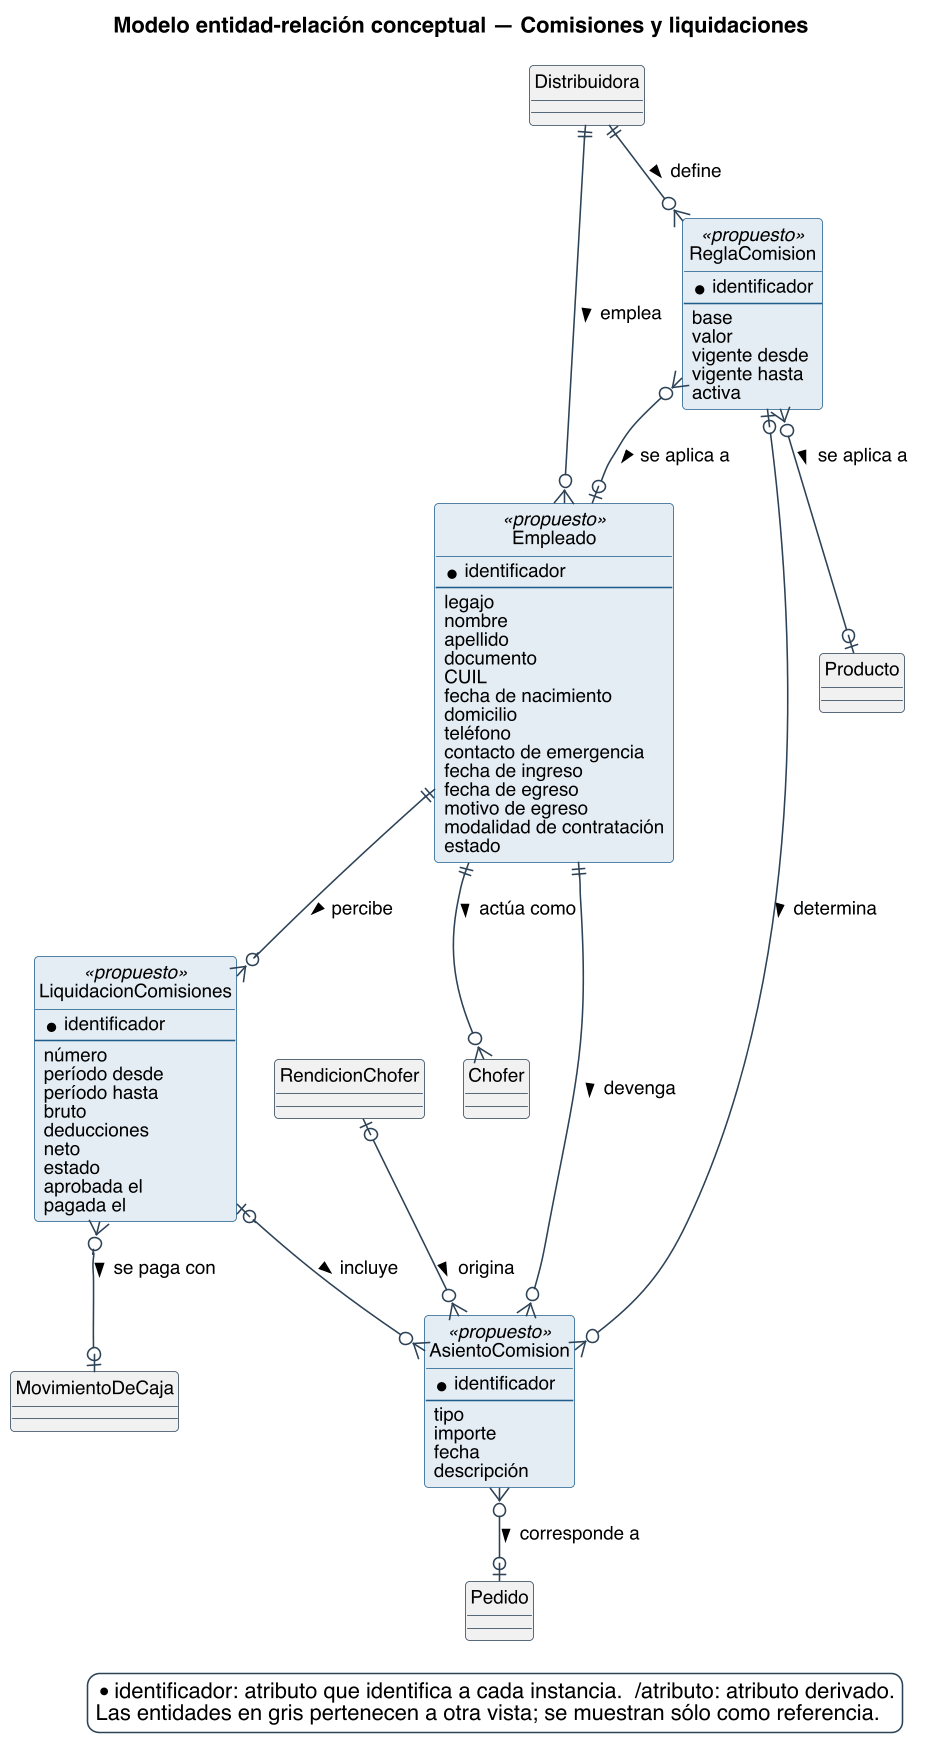 Modelo entidad-relación conceptual — Comisiones y liquidaciones
Distribuidora
define
«propuesto»
ReglaComision
identificador
base
valor
vigente desde
vigente hasta
activa
emplea
se aplica a
se aplica a
«propuesto»
Empleado
identificador
legajo
nombre
apellido
documento
CUIL
fecha de nacimiento
domicilio
teléfono
contacto de emergencia
fecha de ingreso
fecha de egreso
motivo de egreso
modalidad de contratación
estado
Producto
percibe
actúa como
determina
«propuesto»
LiquidacionComisiones
identificador
número
período desde
período hasta
bruto
deducciones
neto
estado
aprobada el
pagada el
RendicionChofer
Chofer
devenga
se paga con
incluye
origina
«propuesto»
AsientoComision
identificador
tipo
importe
fecha
descripción
MovimientoDeCaja
corresponde a
Pedido
• identificador: atributo que identifica a cada instancia.  /atributo: atributo derivado.
Las entidades en gris pertenecen a otra vista; se muestran sólo como referencia.